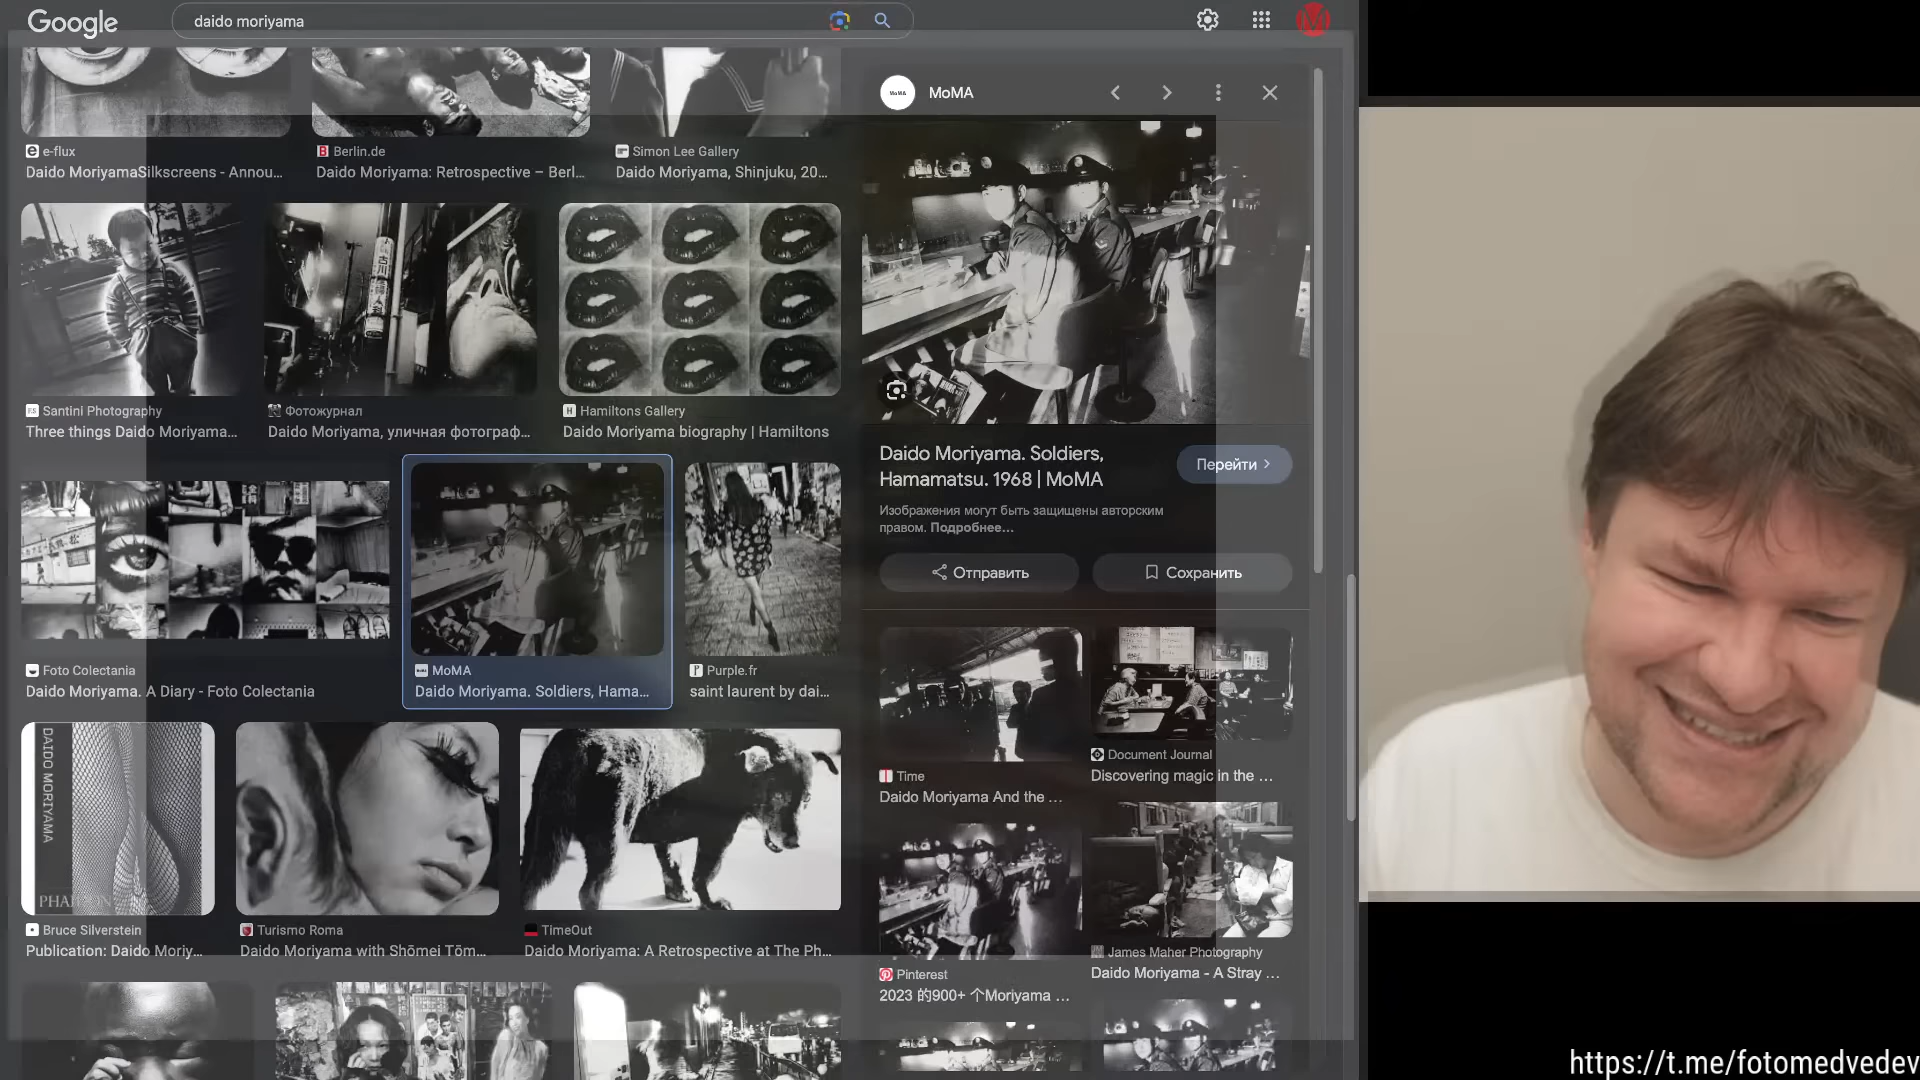 Google
daido moriyama
e-flux
Daido MoriyamaSilkscreens - Annou...
Berlin.de
Daido Moriyama: Retrospective – Berl...
Simon Lee Gallery
Daido Moriyama, Shinjuku, 20...
Santini Photography
Three things Daido Moriyama...
Фотожурнал
Daido Moriyama, уличная фотограф...
Hamiltons Gallery
Daido Moriyama biography | Hamiltons
Foto Colectania
Daido Moriyama. A Diary - Foto Colectania
MoMA
Daido Moriyama. Soldiers, Hama...
Purple.fr
saint laurent by dai...
DAIDO MORIYAMA
PHAIDON
Bruce Silverstein
Publication: Daido Moriy...
Turismo Roma
Daido Moriyama with Shōmei Tōm...
TimeOut
Daido Moriyama: A Retrospective at The Ph...
MoMA
MoMA
Daido Moriyama. Soldiers,
Hamamatsu. 1968 | MoMA
Перейти
Изображения могут быть защищены авторским
правом. Подробнее...
Отправить
Сохранить
Time
Daido Moriyama And the ...
Document Journal
Discovering magic in the ...
Pinterest
2023 的900+ 个Moriyama ...
James Maher Photography
Daido Moriyama - A Stray ...
https://t.me/fotomedvedev